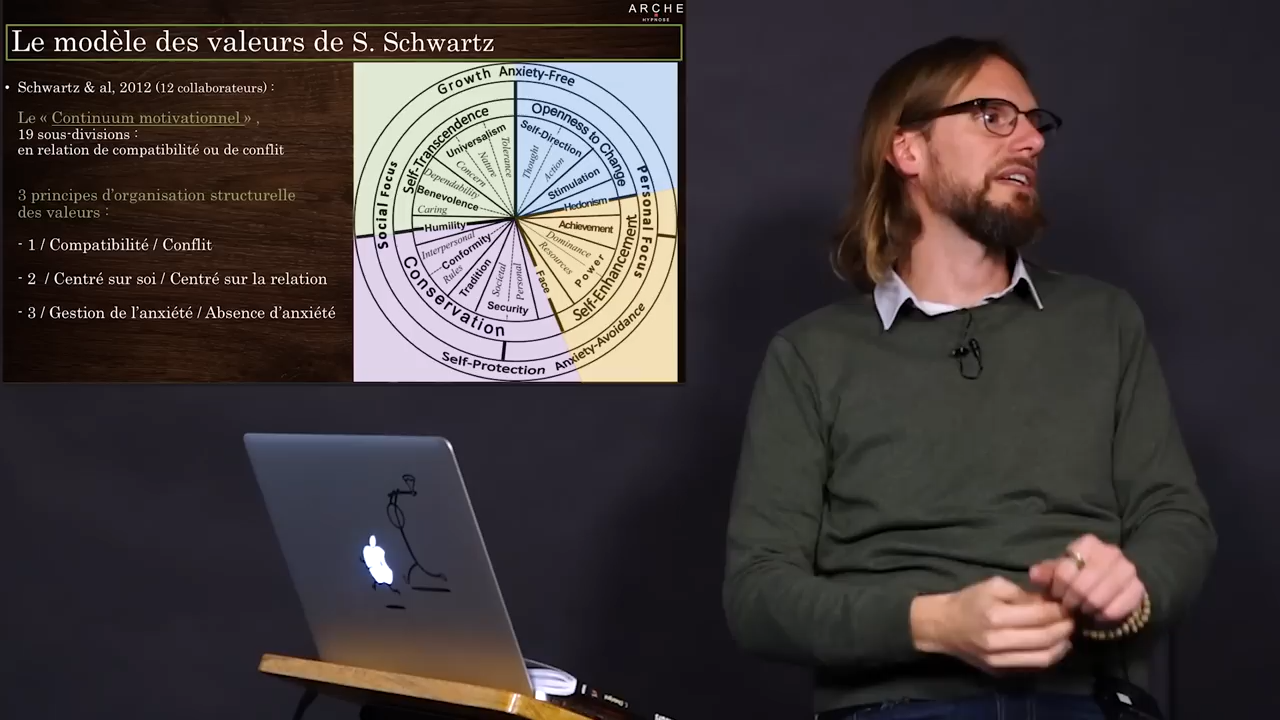 ARCHE
HYPNOSE
Le modèle des valeurs de S. Schwartz
• Schwartz & al, 2012 (12 collaborateurs) :
Le « Continuum motivationnel » ,
19 sous-divisions :
en relation de compatibilité ou de conflit
3 principes d'organisation structurelle
des valeurs :
- 1 / Compatibilité / Conflit
- 2 / Centré sur soi / Centré sur la relation
- 3 / Gestion de l'anxiété / Absence d'anxiété
Growth Anxiety-Free
Self-Transcendence
Openness to Change
Social Focus
Personal Focus
Universalism
Tolerance
Nature
Concern
Self-Direction
Thought
Action
Stimulation
Dependability
Benevolence
Caring
Hedonism
Humility
Achievement
Interpersonal
Conformity
Rules
Dominance
Resources
Power
Tradition
Societal
Personal
Security
Face
Conservation
Self-Enhancement
Self-Protection Anxiety-Avoidance